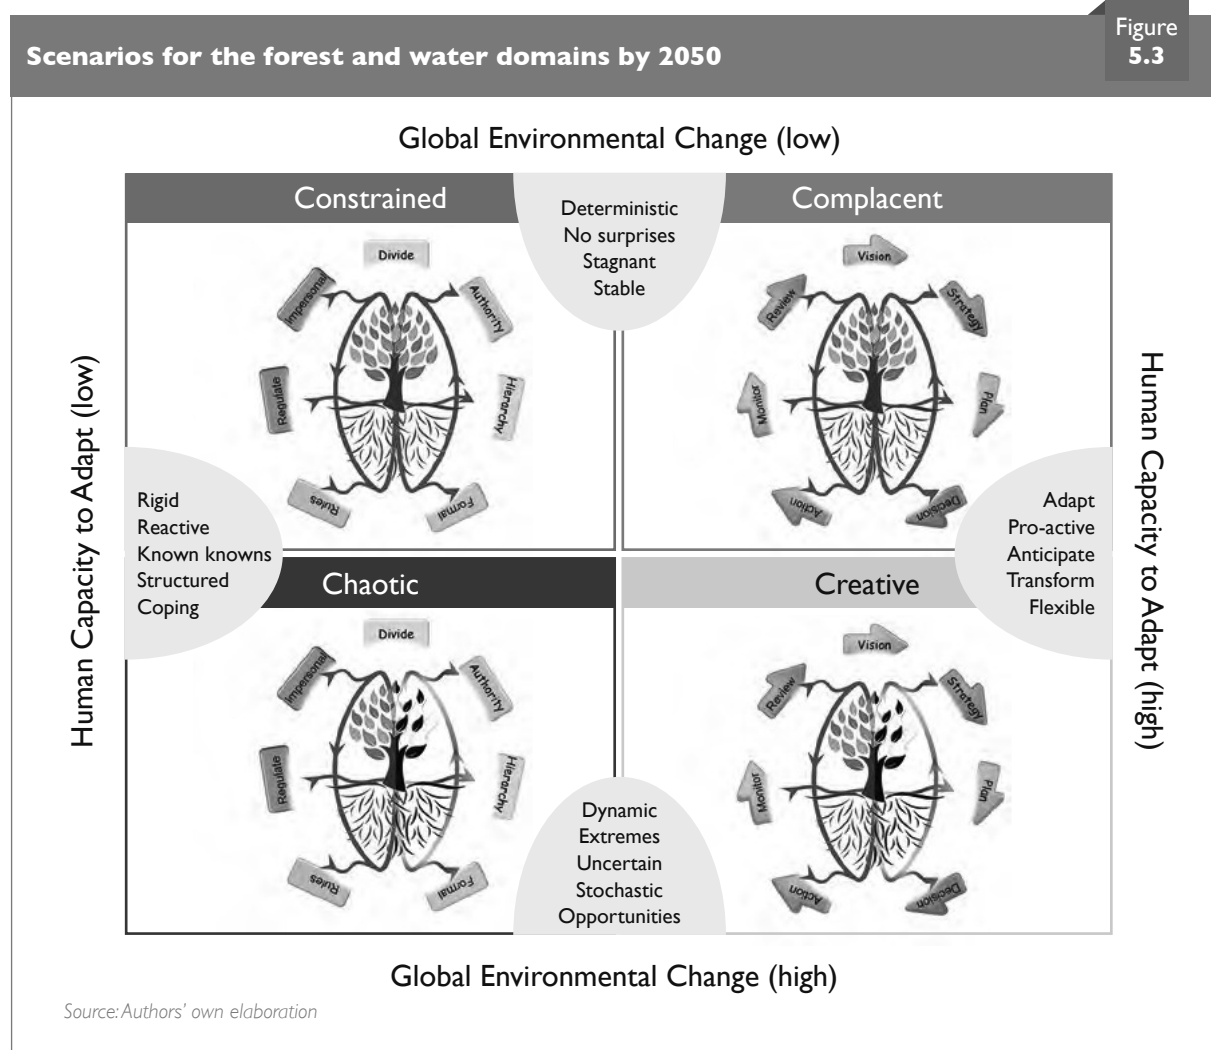 Figure
5.3
Scenarios for the forest and water domains by 2050
Global Environmental Change (low)
Constrained
Complacent
Deterministic
No surprises
Stagnant
Stable
Divide
Impersonal
Authority
Regulate
Hierarchy
Rules
Formal
Vision
Review
Strategy
Monitor
Plan
Action
Decision
Human Capacity to Adapt (low)
Human Capacity to Adapt (high)
Rigid
Reactive
Known knowns
Structured
Coping
Adapt
Pro-active
Anticipate
Transform
Flexible
Chaotic
Creative
Divide
Impersonal
Authority
Regulate
Hierarchy
Rules
Formal
Vision
Review
Strategy
Monitor
Plan
Action
Decision
Dynamic
Extremes
Uncertain
Stochastic
Opportunities
Global Environmental Change (high)
Source: Authors' own elaboration